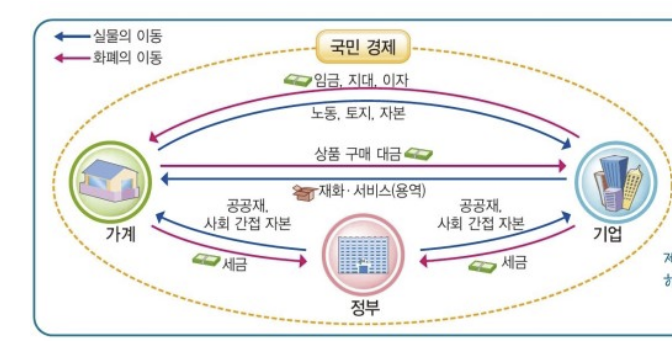 실물의 이동
화폐의 이동
국민 경제
임금, 지대, 이자
노동, 토지, 자본
상품 구매 대금
재화·서비스(용역)
공공재,
사회 간접 자본
공공재,
사회 간접 자본
가계
기업
세금
세금
정부